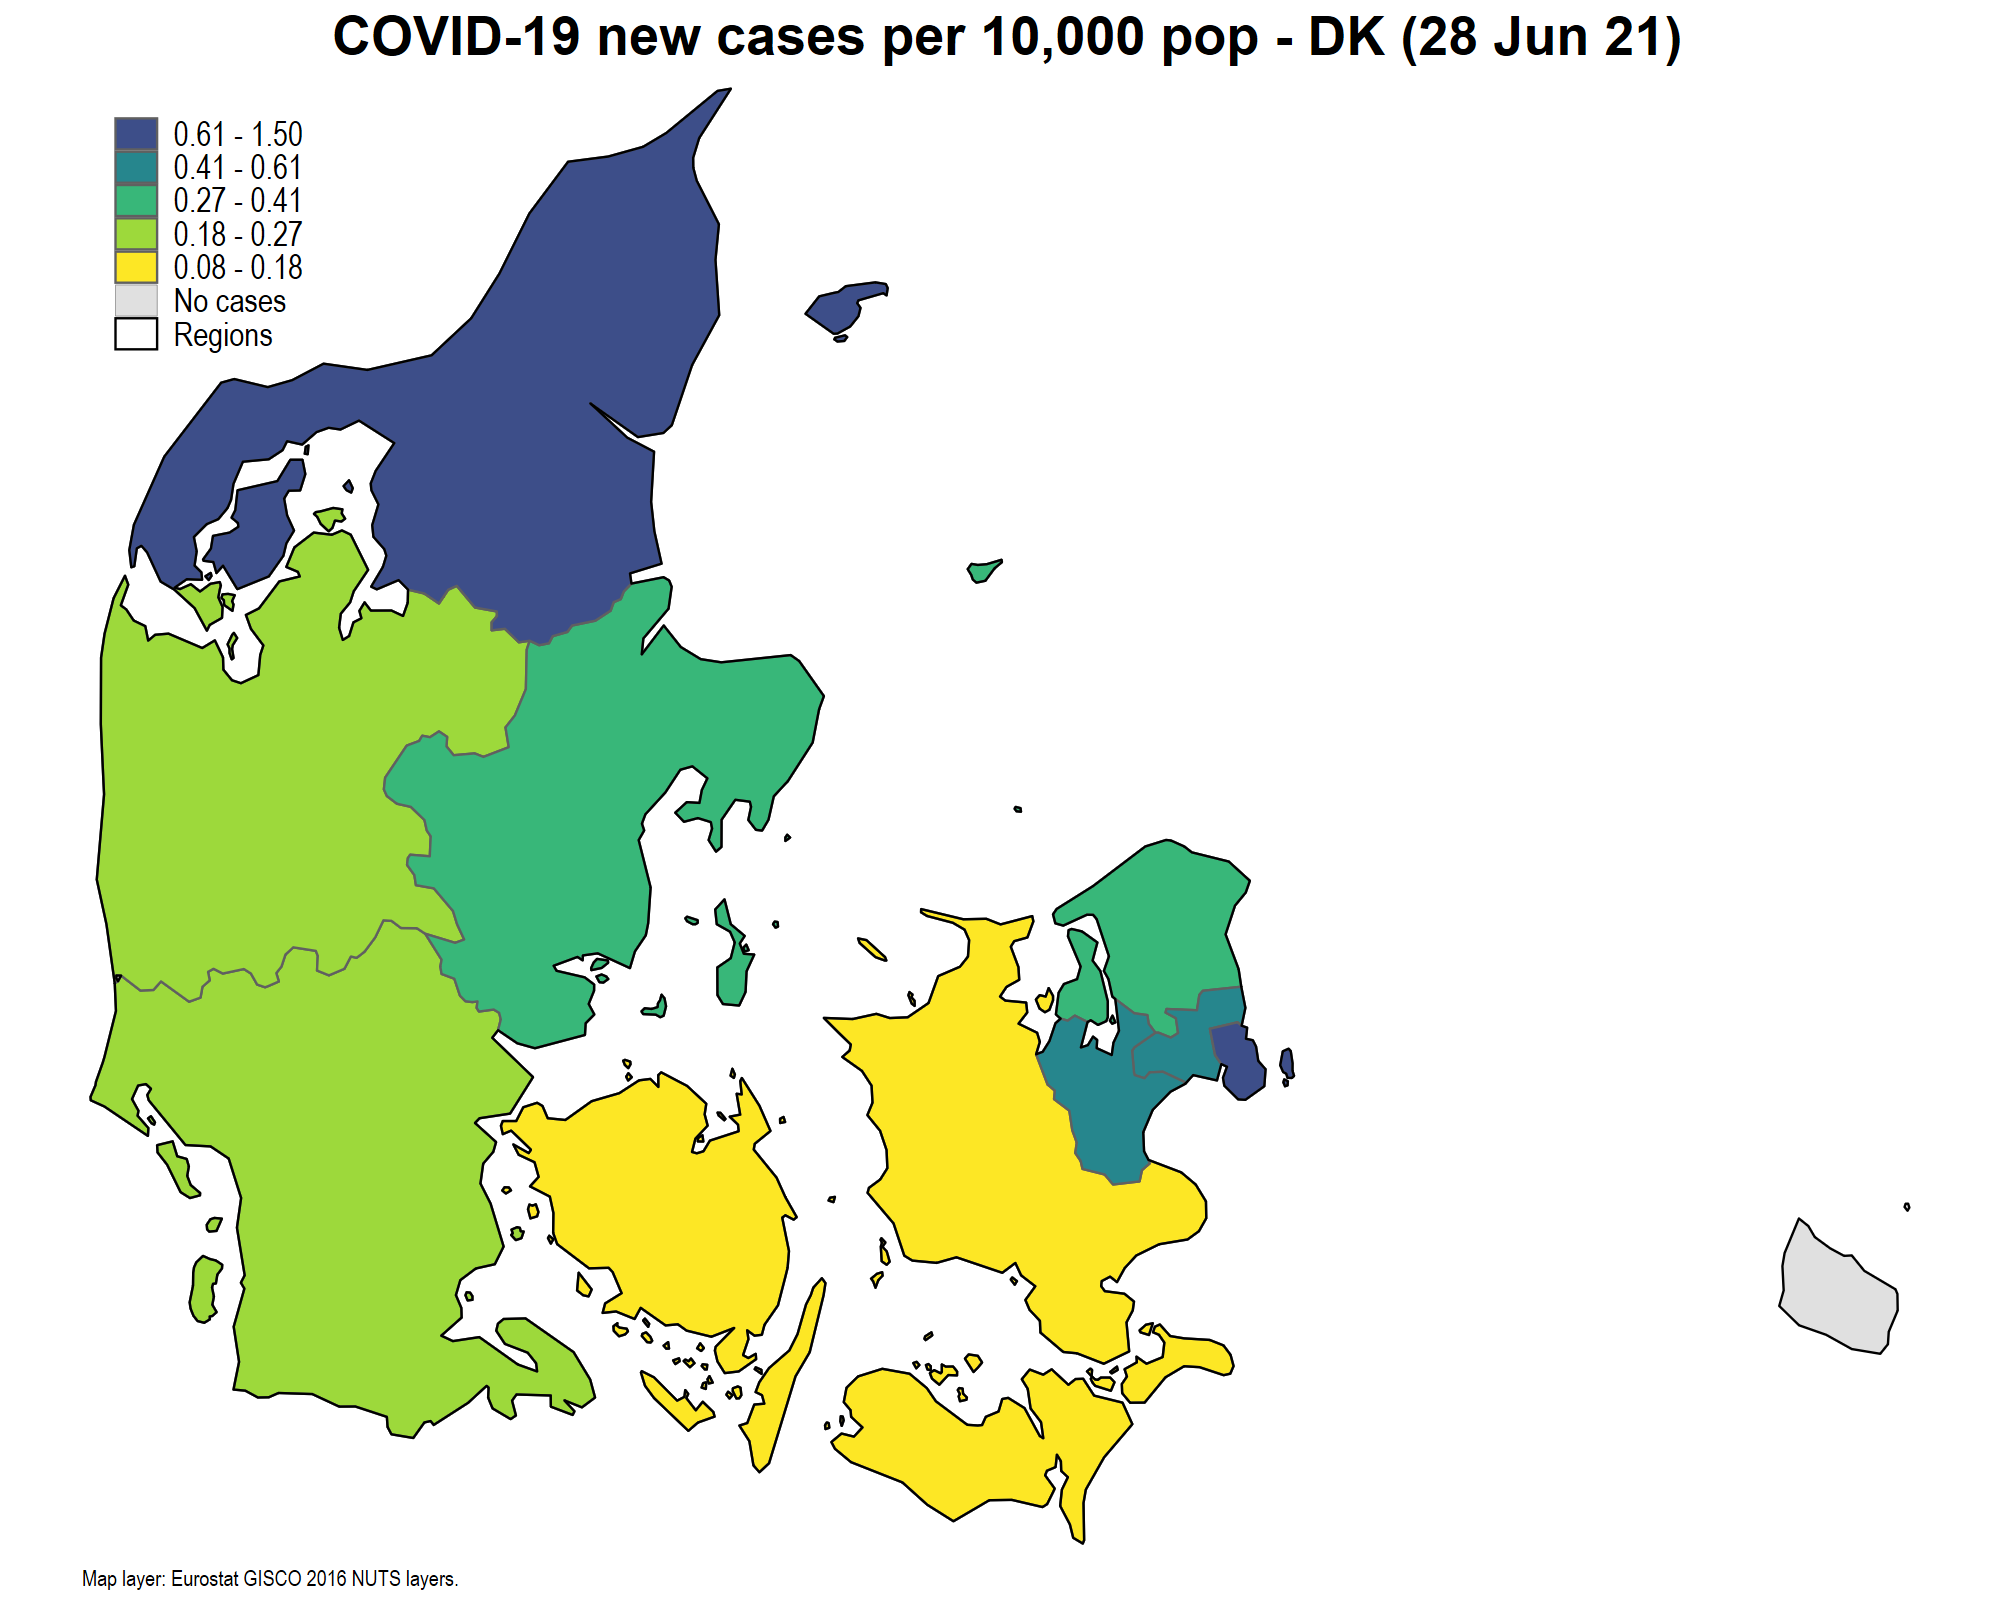 COVID-19 new cases per 10,000 pop - DK (28 Jun 21)
0.61 - 1.50
0.41 - 0.61
0.27 - 0.41
0.18 - 0.27
0.08 - 0.18
No cases
Regions
Map layer: Eurostat GISCO 2016 NUTS layers.